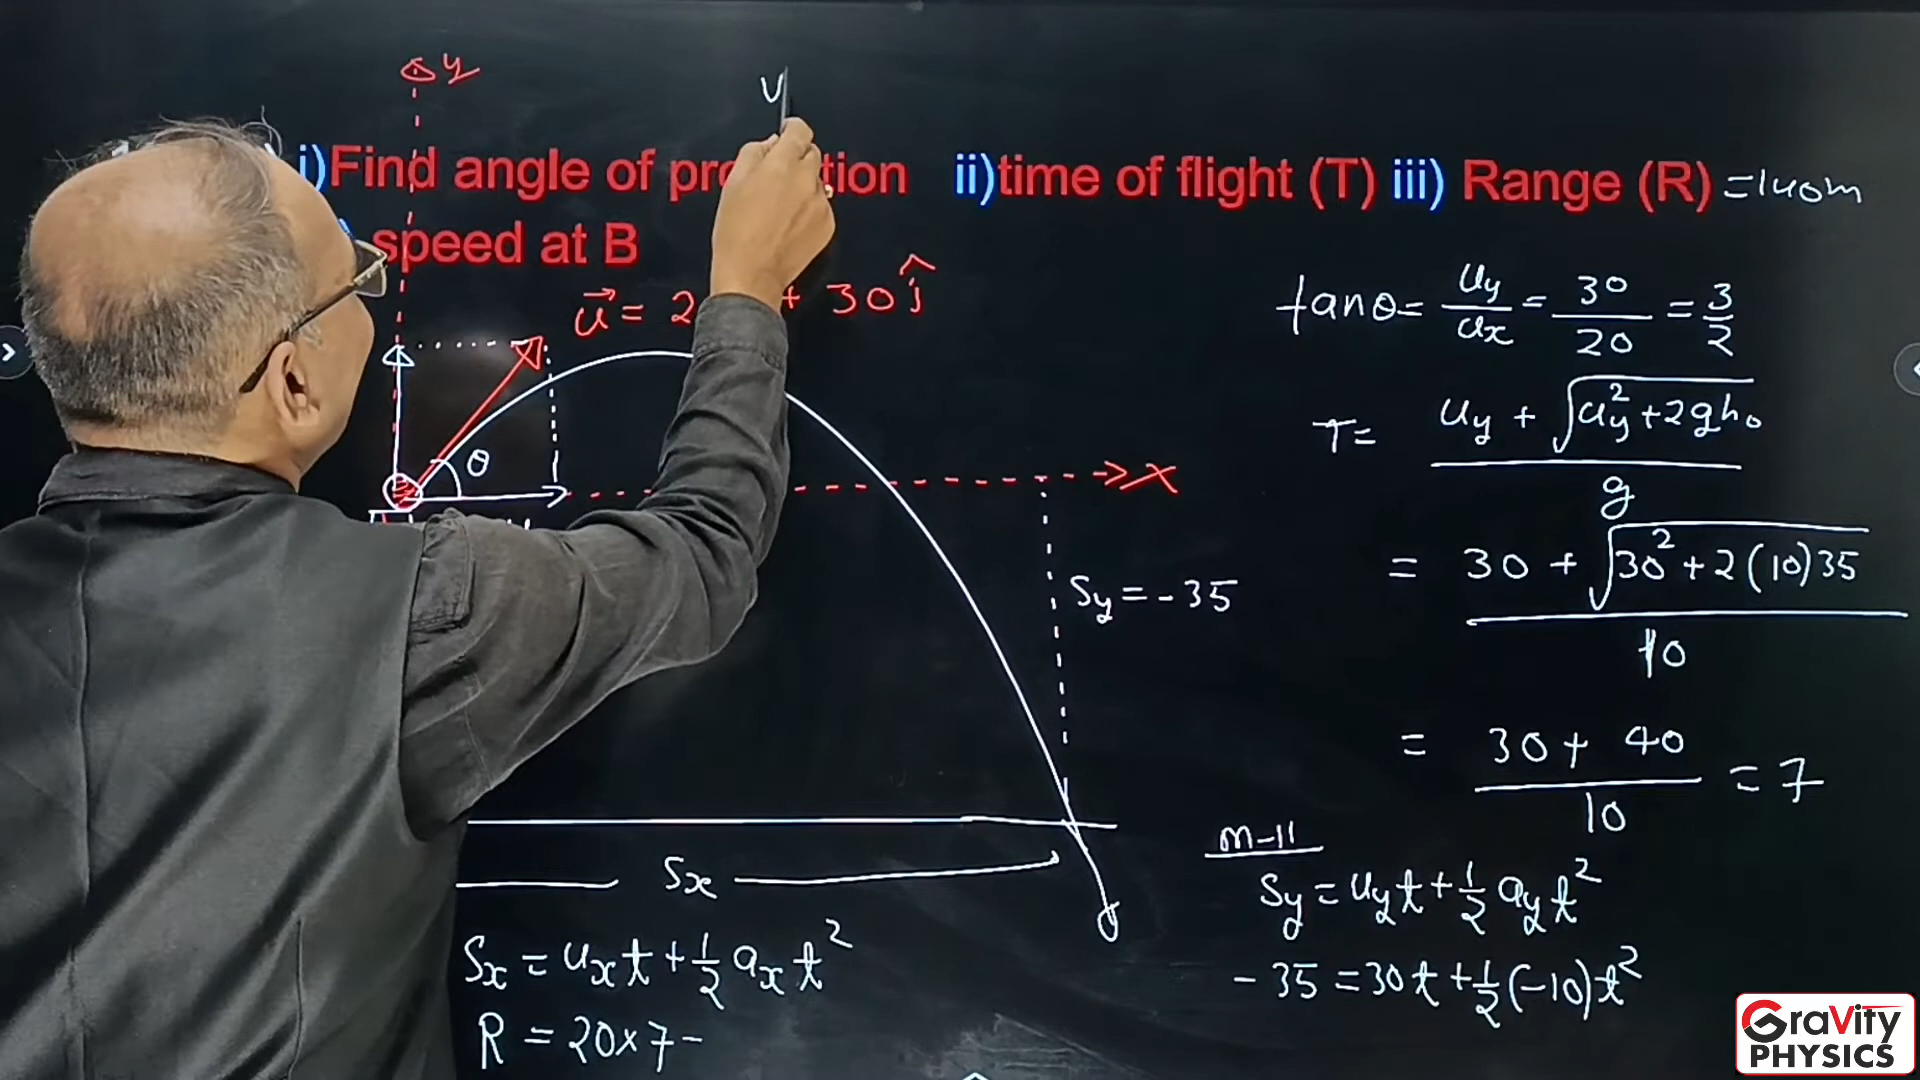 y
V
i)Find angle of pro tion ii)time of flight (T) iii) Range (R) = 140m
speed at B
u⃗ = 2 + 30ĵ
tanθ = uy/ux = 30/20 = 3/2
T = (uy + √(uy² + 2gh₀))/g
θ
x
= (30 + √(30² + 2(10)35))/10
Sy = -35
= (30 + 40)/10 = 7
Sx
M-11
Sy = uyt + 1/2 ayt²
Sx = uxt + 1/2 axt²
-35 = 30t + 1/2(-10)t²
R = 20×7-
GraVity
PHYSICS